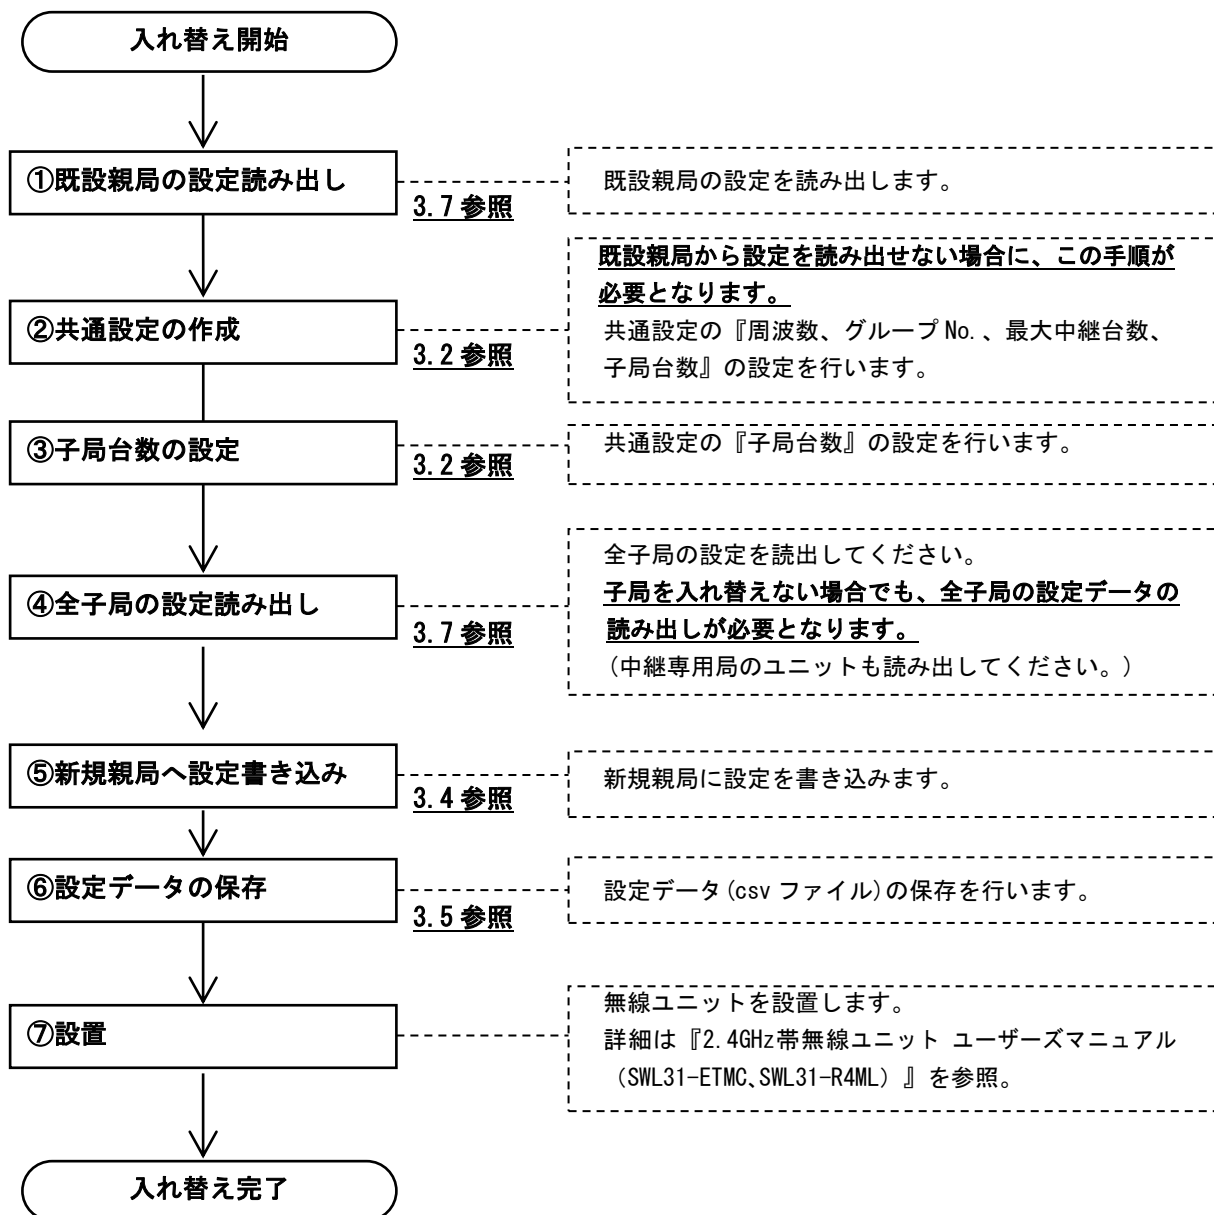 入れ替え開始
①既設親局の設定読み出し
3.7 参照
既設親局の設定を読み出します。
②共通設定の作成
3.2 参照
既設親局から設定を読み出せない場合に、この手順が
必要となります。
共通設定の『周波数、グループ No.、最大中継台数、
子局台数』の設定を行います。
③子局台数の設定
3.2 参照
共通設定の『子局台数』の設定を行います。
④全子局の設定読み出し
3.7 参照
全子局の設定を読出してください。
子局を入れ替えない場合でも、全子局の設定データの
読み出しが必要となります。
（中継専用局のユニットも読み出してください。）
⑤新規親局へ設定書き込み
3.4 参照
新規親局に設定を書き込みます。
⑥設定データの保存
3.5 参照
設定データ(csv ファイル)の保存を行います。
⑦設置
無線ユニットを設置します。
詳細は『2.4GHz帯無線ユニット ユーザーズマニュアル
（SWL31-ETMC、SWL31-R4ML）』を参照。
入れ替え完了